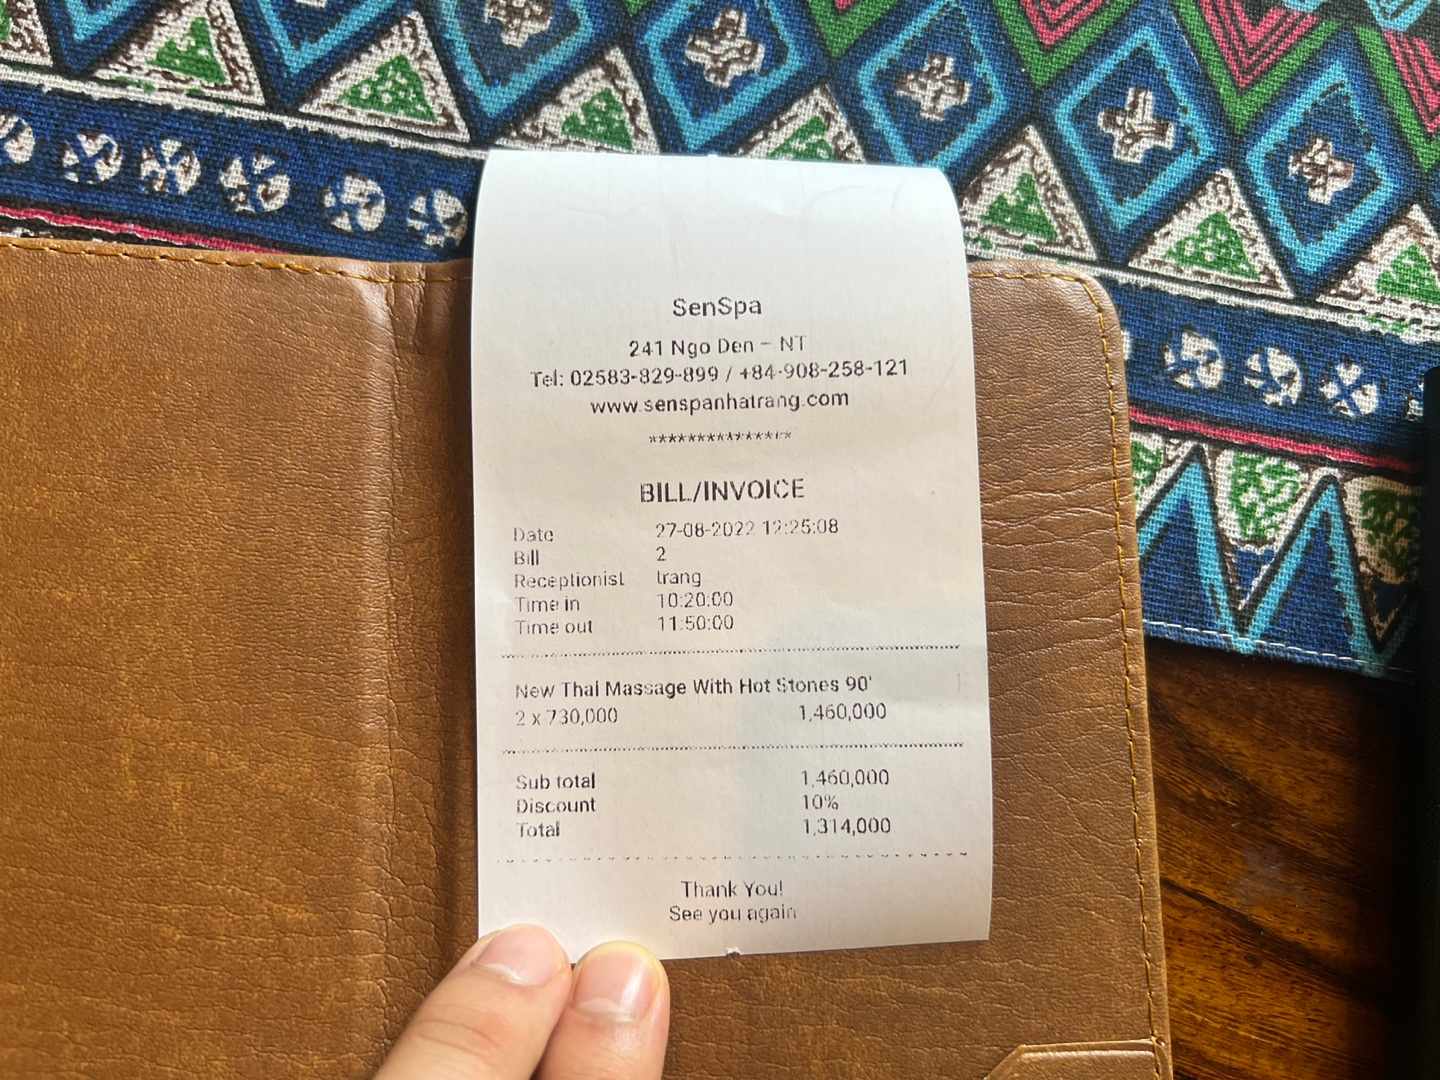 SenSpa
241 Ngo Den - NT
Tel: 02583-829-899 / +84-908-258-121
www.senspanhatrang.com
****************
BILL/INVOICE
Date 27-08-2022 12:25:08
Bill 2
Receptionist trang
Time in 10:20:00
Time out 11:50:00
New Thai Massage With Hot Stones 90'
2 x 730,000 1,460,000
Sub total 1,460,000
Discount 10%
Total 1,314,000
Thank You!
See you again